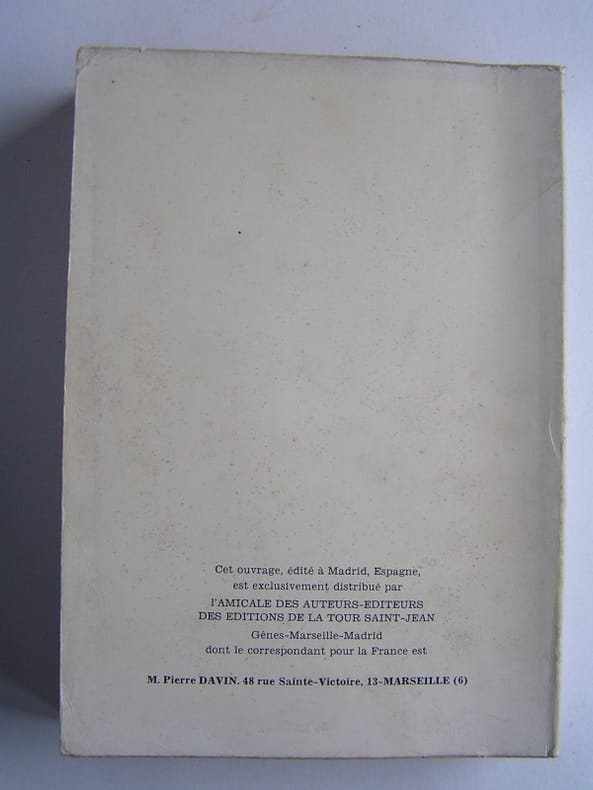 Cet ouvrage, édité à Madrid, Espagne,
est exclusivement distribué par
l'AMICALE DES AUTEURS-EDITEURS
DES EDITIONS DE LA TOUR SAINT-JEAN
Gênes-Marseille-Madrid
dont le correspondant pour la France est
M. Pierre DAVIN. 48 rue Sainte-Victoire, 13-MARSEILLE (6)